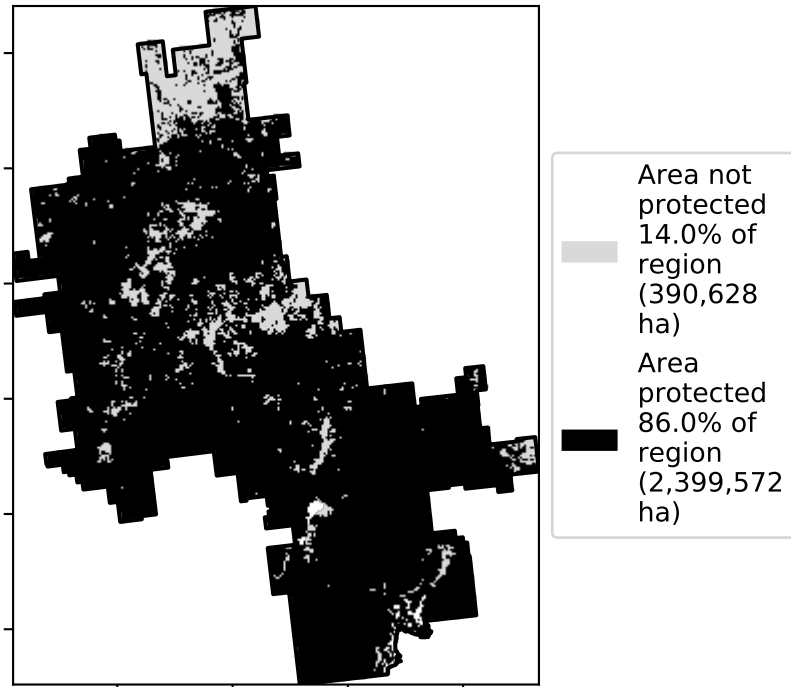 Area not
protected
14.0% of
region
(390,628
ha)
Area
protected
86.0% of
region
(2,399,572
ha)